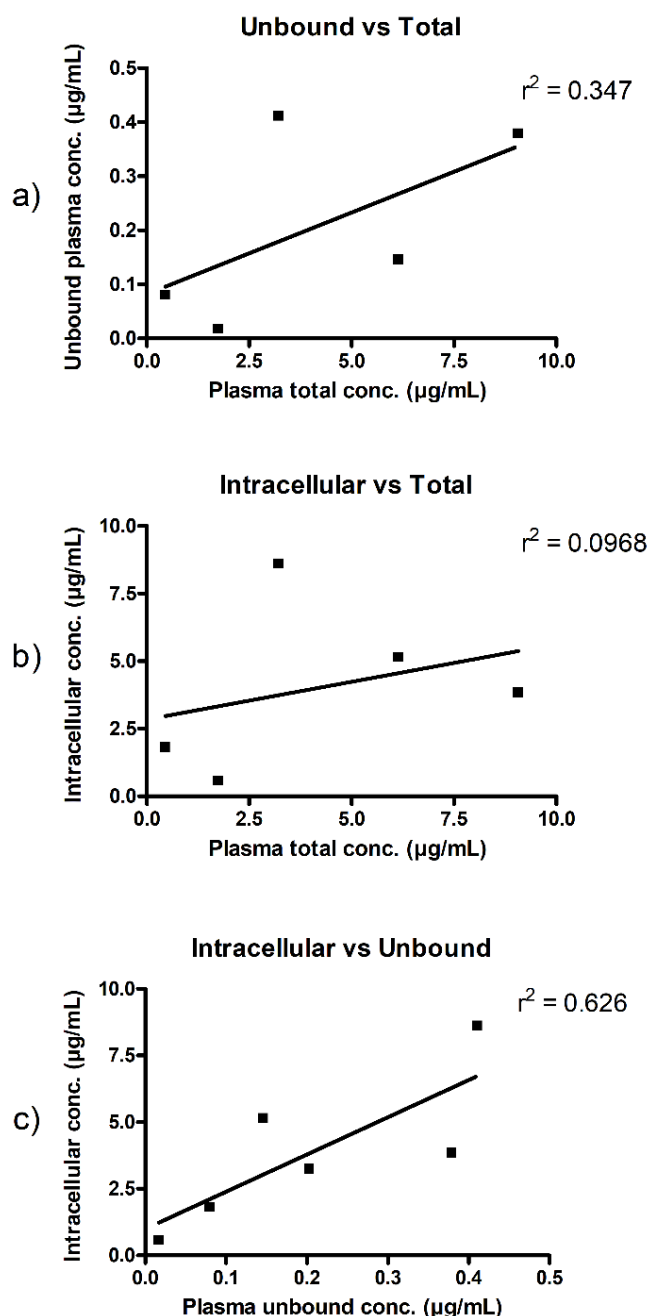 a)
Unbound vs Total
r² = 0.347
Unbound plasma conc. (µg/mL)
0.5
0.4
0.3
0.2
0.1
0.0
0.0 2.5 5.0 7.5 10.0
Plasma total conc. (µg/mL)
b)
Intracellular vs Total
r² = 0.0968
Intracellular conc. (µg/mL)
10.0
7.5
5.0
2.5
0.0
0.0 2.5 5.0 7.5 10.0
Plasma total conc. (µg/mL)
c)
Intracellular vs Unbound
r² = 0.626
Intracellular conc. (µg/mL)
10.0
7.5
5.0
2.5
0.0
0.0 0.1 0.2 0.3 0.4 0.5
Plasma unbound conc. (µg/mL)